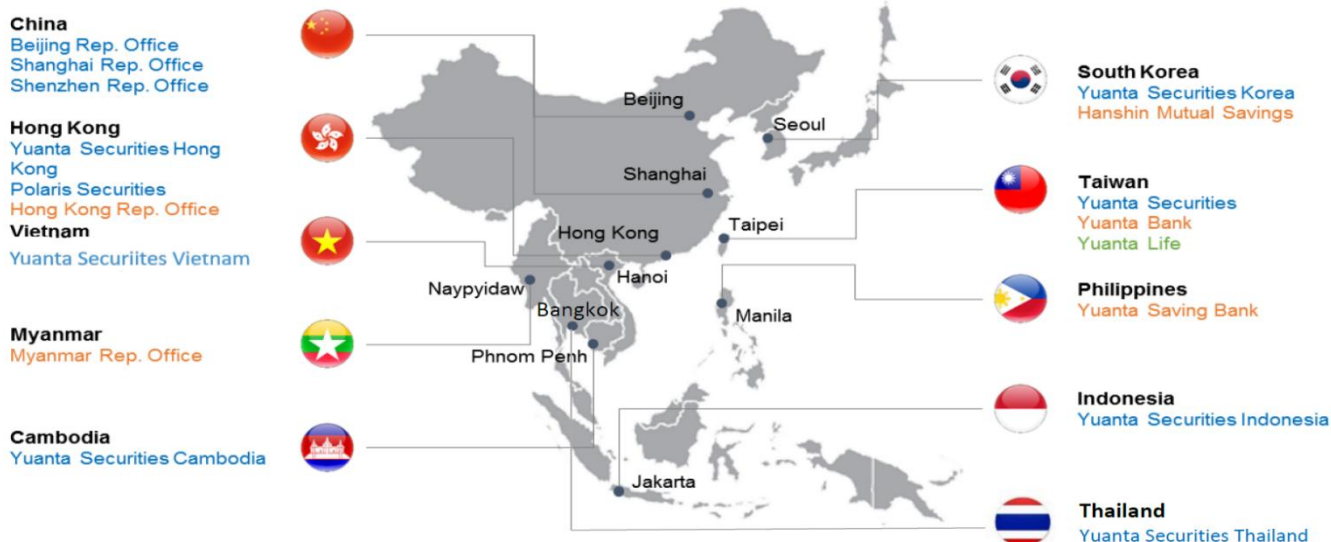 China
Beijing Rep. Office
Shanghai Rep. Office
Shenzhen Rep. Office
Hong Kong
Yuanta Securities Hong
Kong
Polaris Securities
Hong Kong Rep. Office
Vietnam
Yuanta Securiites Vietnam
Myanmar
Myanmar Rep. Office
Cambodia
Yuanta Securities Cambodia
Beijing
Seoul
Shanghai
Taipei
Hong Kong
Hanoi
Naypyidaw
Bangkok
Manila
Phnom Penh
Jakarta
South Korea
Yuanta Securities Korea
Hanshin Mutual Savings
Taiwan
Yuanta Securities
Yuanta Bank
Yuanta Life
Philippines
Yuanta Saving Bank
Indonesia
Yuanta Securities Indonesia
Thailand
Yuanta Securities Thailand